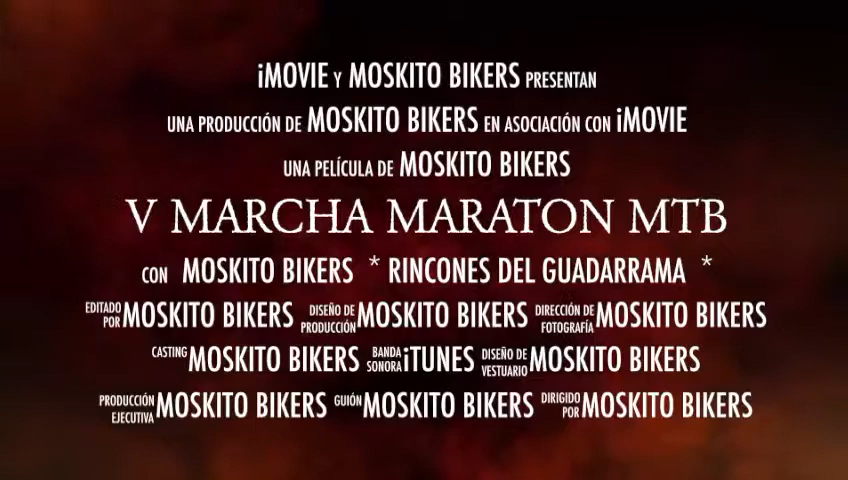 iMOVIE Y MOSKITO BIKERS PRESENTAN
UNA PRODUCCIÓN DE MOSKITO BIKERS EN ASOCIACIÓN CON iMOVIE
UNA PELÍCULA DE MOSKITO BIKERS
V MARCHA MARATON MTB
CON MOSKITO BIKERS * RINCONES DEL GUADARRAMA *
EDITADO POR MOSKITO BIKERS DISEÑO DE PRODUCCIÓN MOSKITO BIKERS DIRECCIÓN DE FOTOGRAFÍA MOSKITO BIKERS
CASTING MOSKITO BIKERS BANDA SONORA iTUNES DISEÑO DE VESTUARIO MOSKITO BIKERS
PRODUCCIÓN EJECUTIVA MOSKITO BIKERS GUIÓN MOSKITO BIKERS DIRIGIDO POR MOSKITO BIKERS